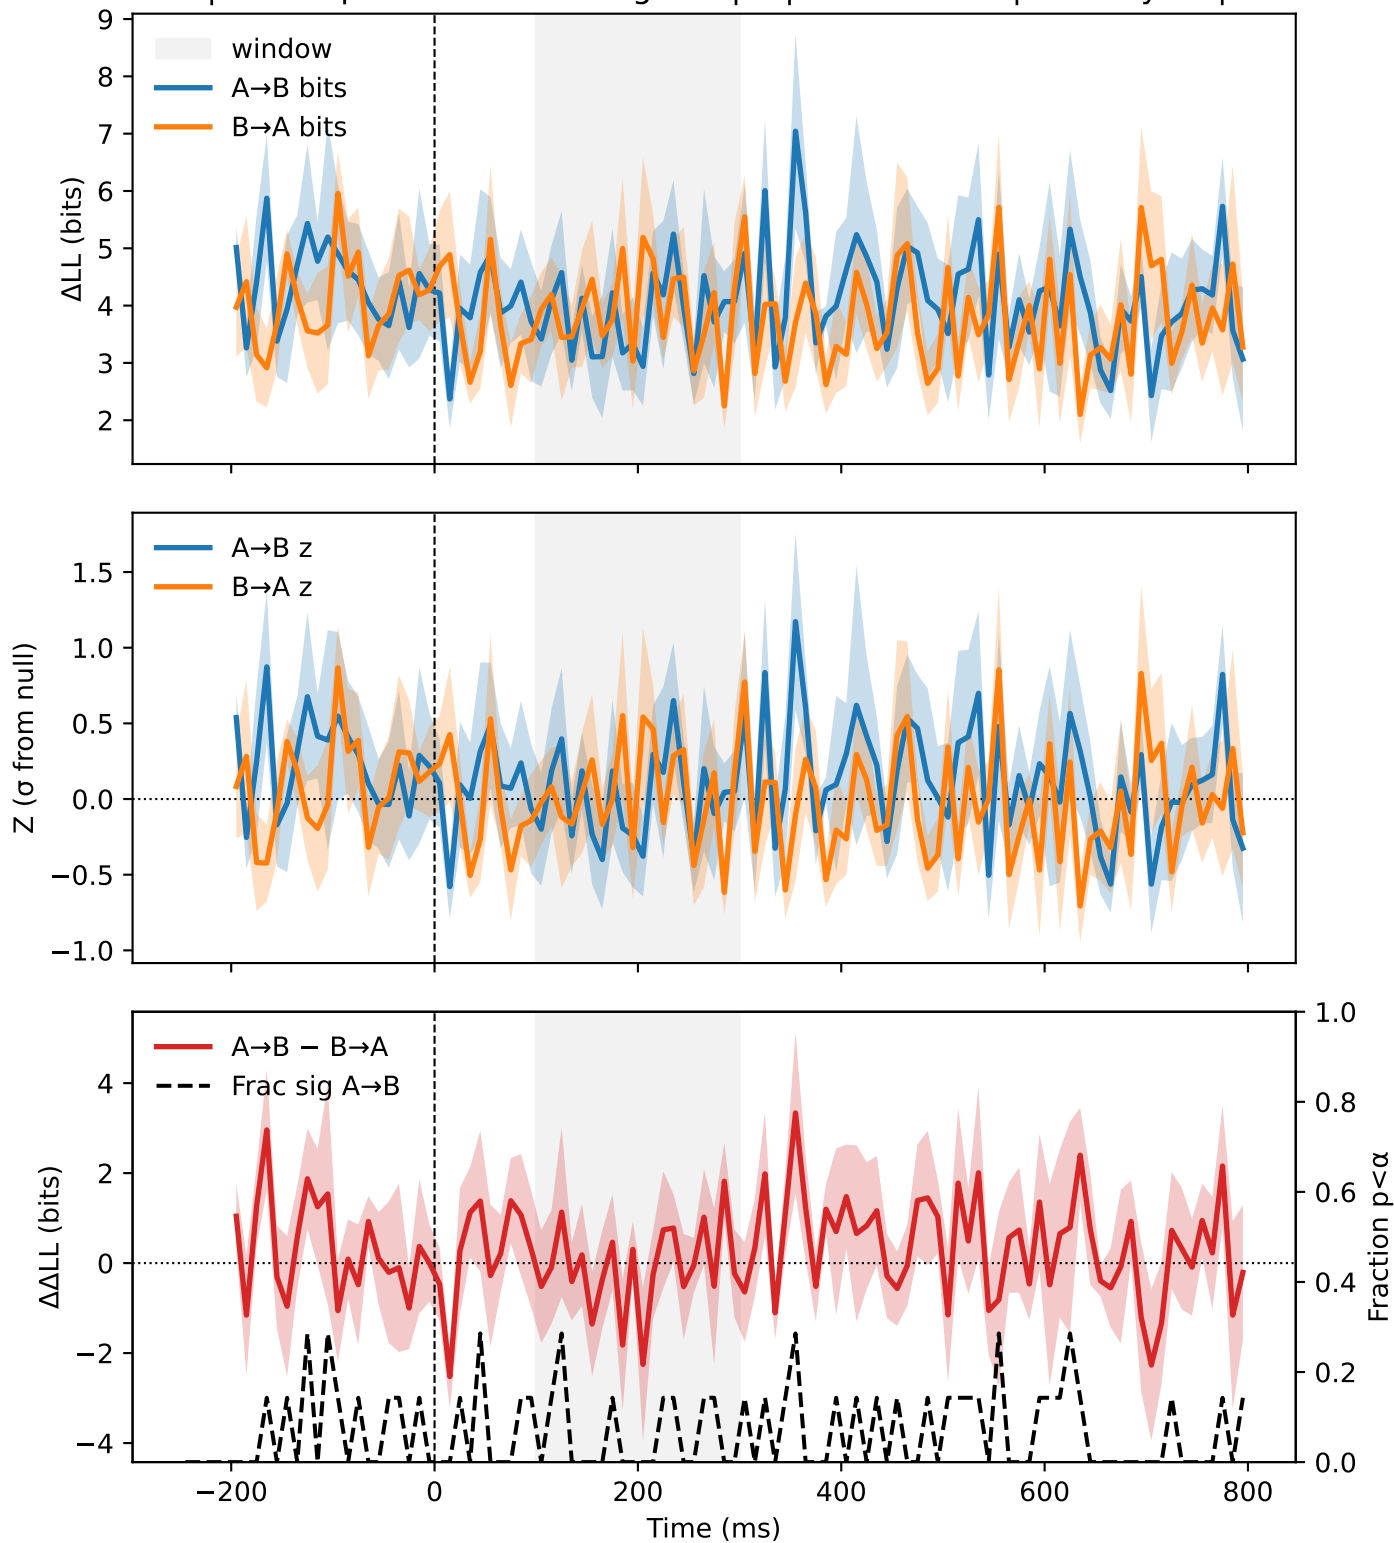 9
8
7
6
5
4
3
2
ΔLL (bits)
window
A→B bits
B→A bits
1.5
1.0
0.5
0.0
−0.5
−1.0
Z (σ from null)
A→B z
B→A z
4
2
0
−2
−4
ΔΔLL (bits)
A→B − B→A
Frac sig A→B
1.0
0.8
0.6
0.4
0.2
0.0
Fraction p<α
−200 0 200 400 600 800
Time (ms)